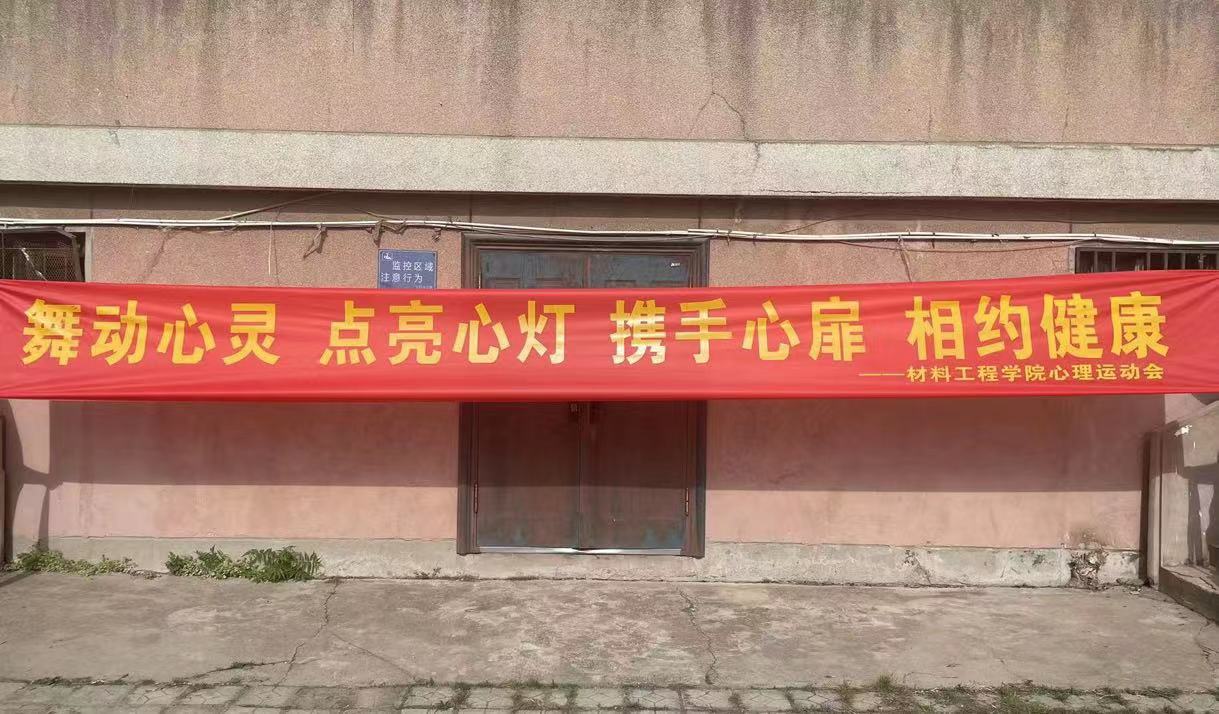 监控区域
注意行为
舞动心灵 点亮心灯 携手心扉 相约健康
——材料工程学院心理运动会